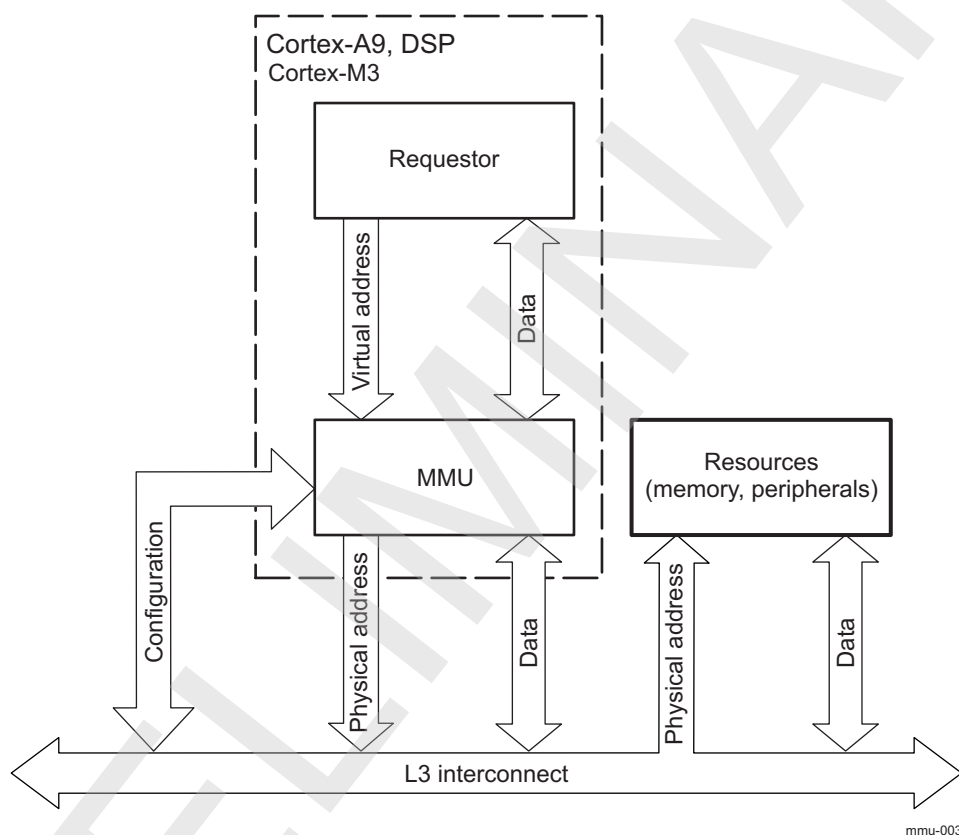 Cortex-A9, DSP
Cortex-M3
Requestor
Virtual address
Data
MMU
Resources
(memory, peripherals)
Configuration
Physical address
Data
Physical address
Data
L3 interconnect
mmu-003